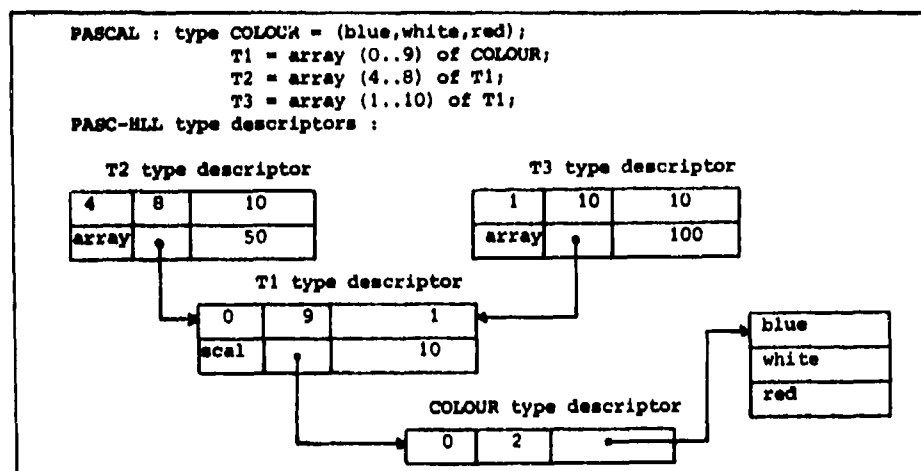 PASCAL : type COLOUR = (blue,white,red);
T1 = array (0..9) of COLOUR;
T2 = array (4..8) of T1;
T3 = array (1..10) of T1;
PASC-HLL type descriptors :
T2 type descriptor
T3 type descriptor
4 8 10
1 10 10
array 50
array 100
T1 type descriptor
0 9 1
blue
scal 10
white
red
COLOUR type descriptor
0 2